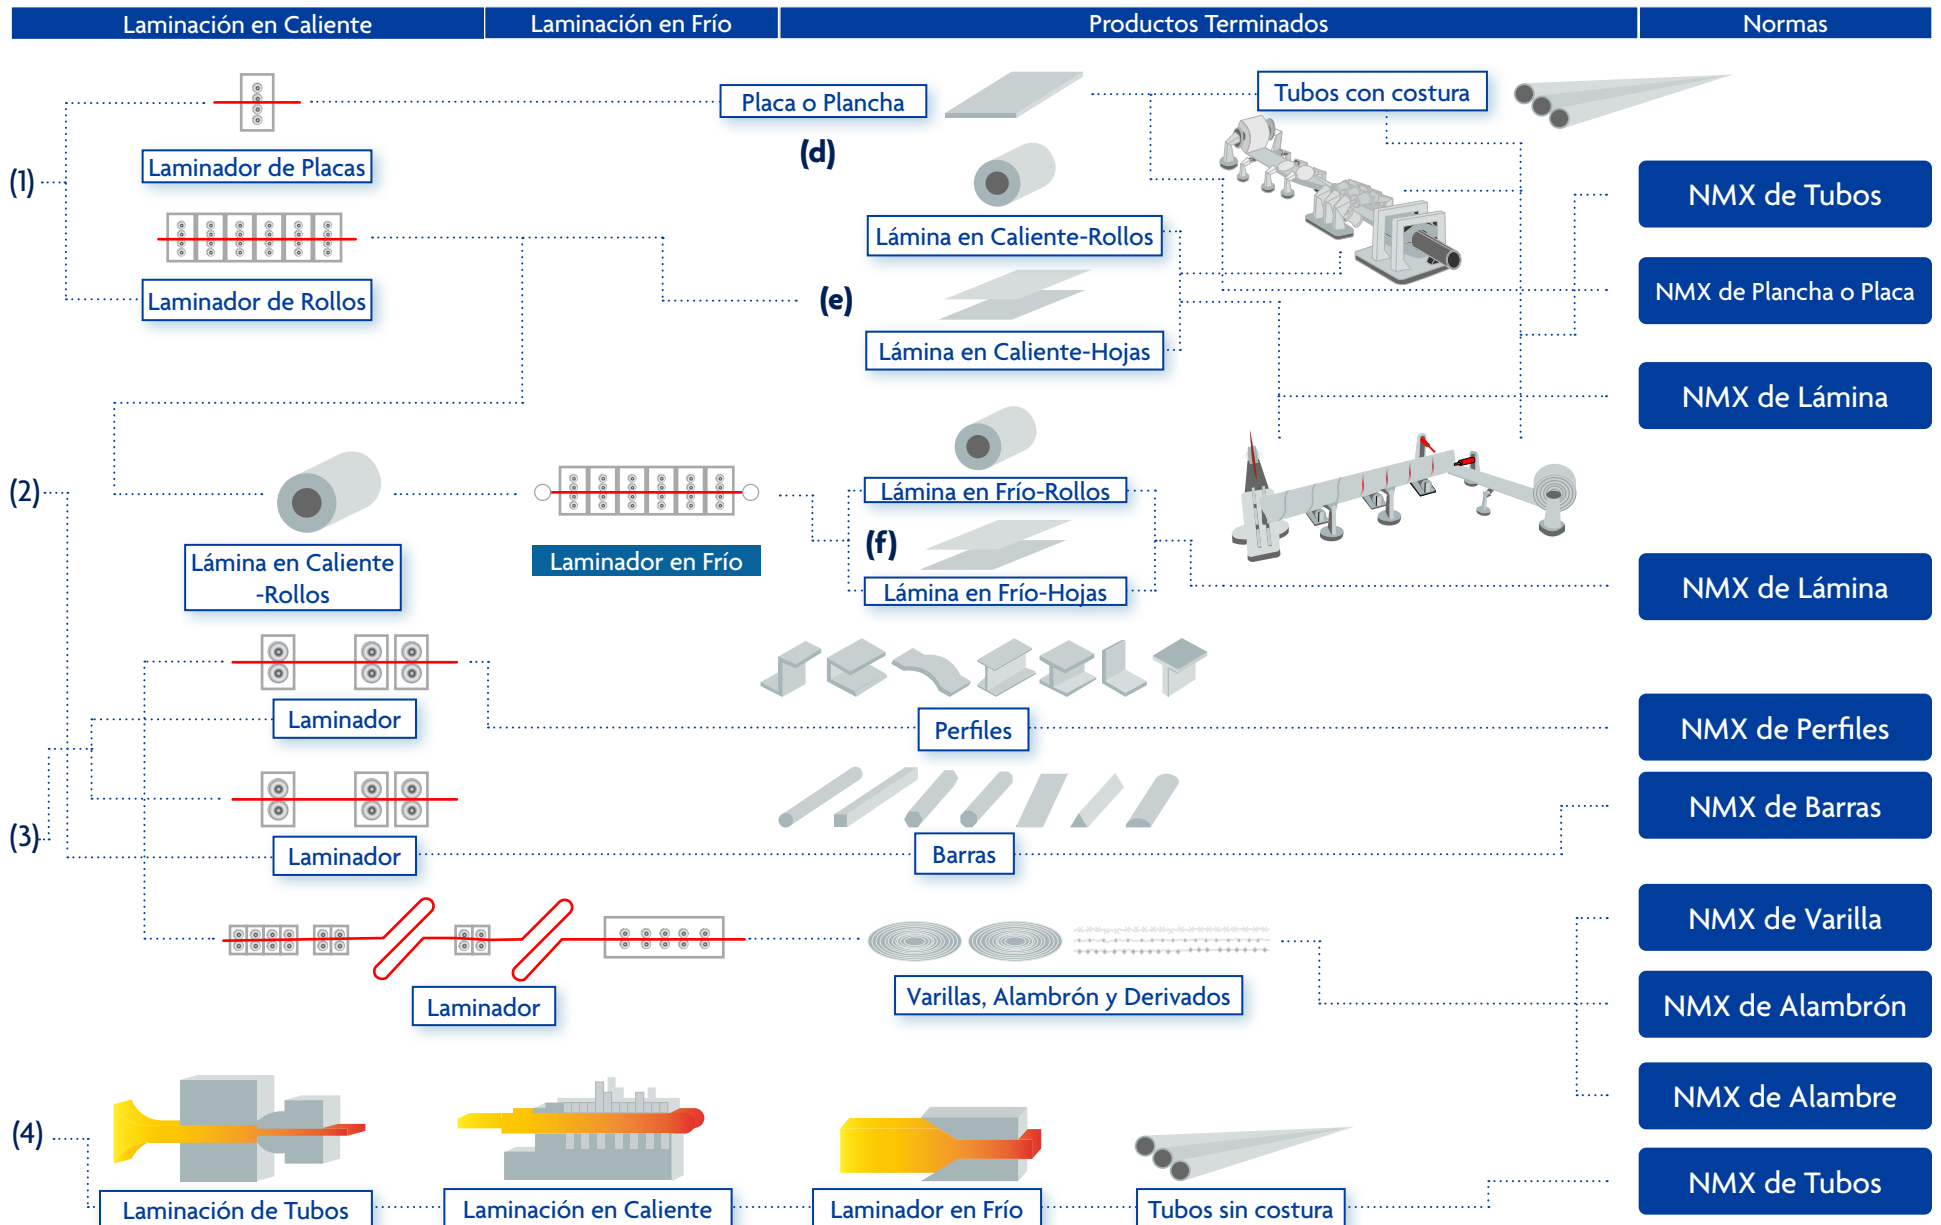 Laminación en Caliente
Laminación en Frío
Productos Terminados
Normas
Placa o Plancha
Tubos con costura
(d)
(1)
Laminador de Placas
NMX de Tubos
Lámina en Caliente-Rollos
Laminador de Rollos
(e)
NMX de Plancha o Placa
Lámina en Caliente-Hojas
NMX de Lámina
(2)
Lámina en Frío-Rollos
(f)
Lámina en Caliente
-Rollos
Laminador en Frío
Lámina en Frío-Hojas
NMX de Lámina
Laminador
Perfiles
NMX de Perfiles
NMX de Barras
(3)
Laminador
Barras
NMX de Varilla
Laminador
Varillas, Alambrón y Derivados
NMX de Alambrón
NMX de Alambre
(4)
NMX de Tubos
Laminación de Tubos
Laminación en Caliente
Laminador en Frío
Tubos sin costura